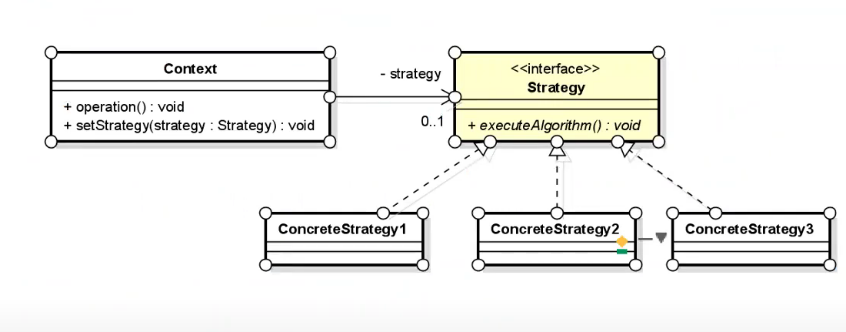 Context
+ operation() : void
+ setStrategy(strategy : Strategy) : void
- strategy
0..1
<<interface>>
Strategy
+ executeAlgorithm() : void
ConcreteStrategy1
ConcreteStrategy2
ConcreteStrategy3